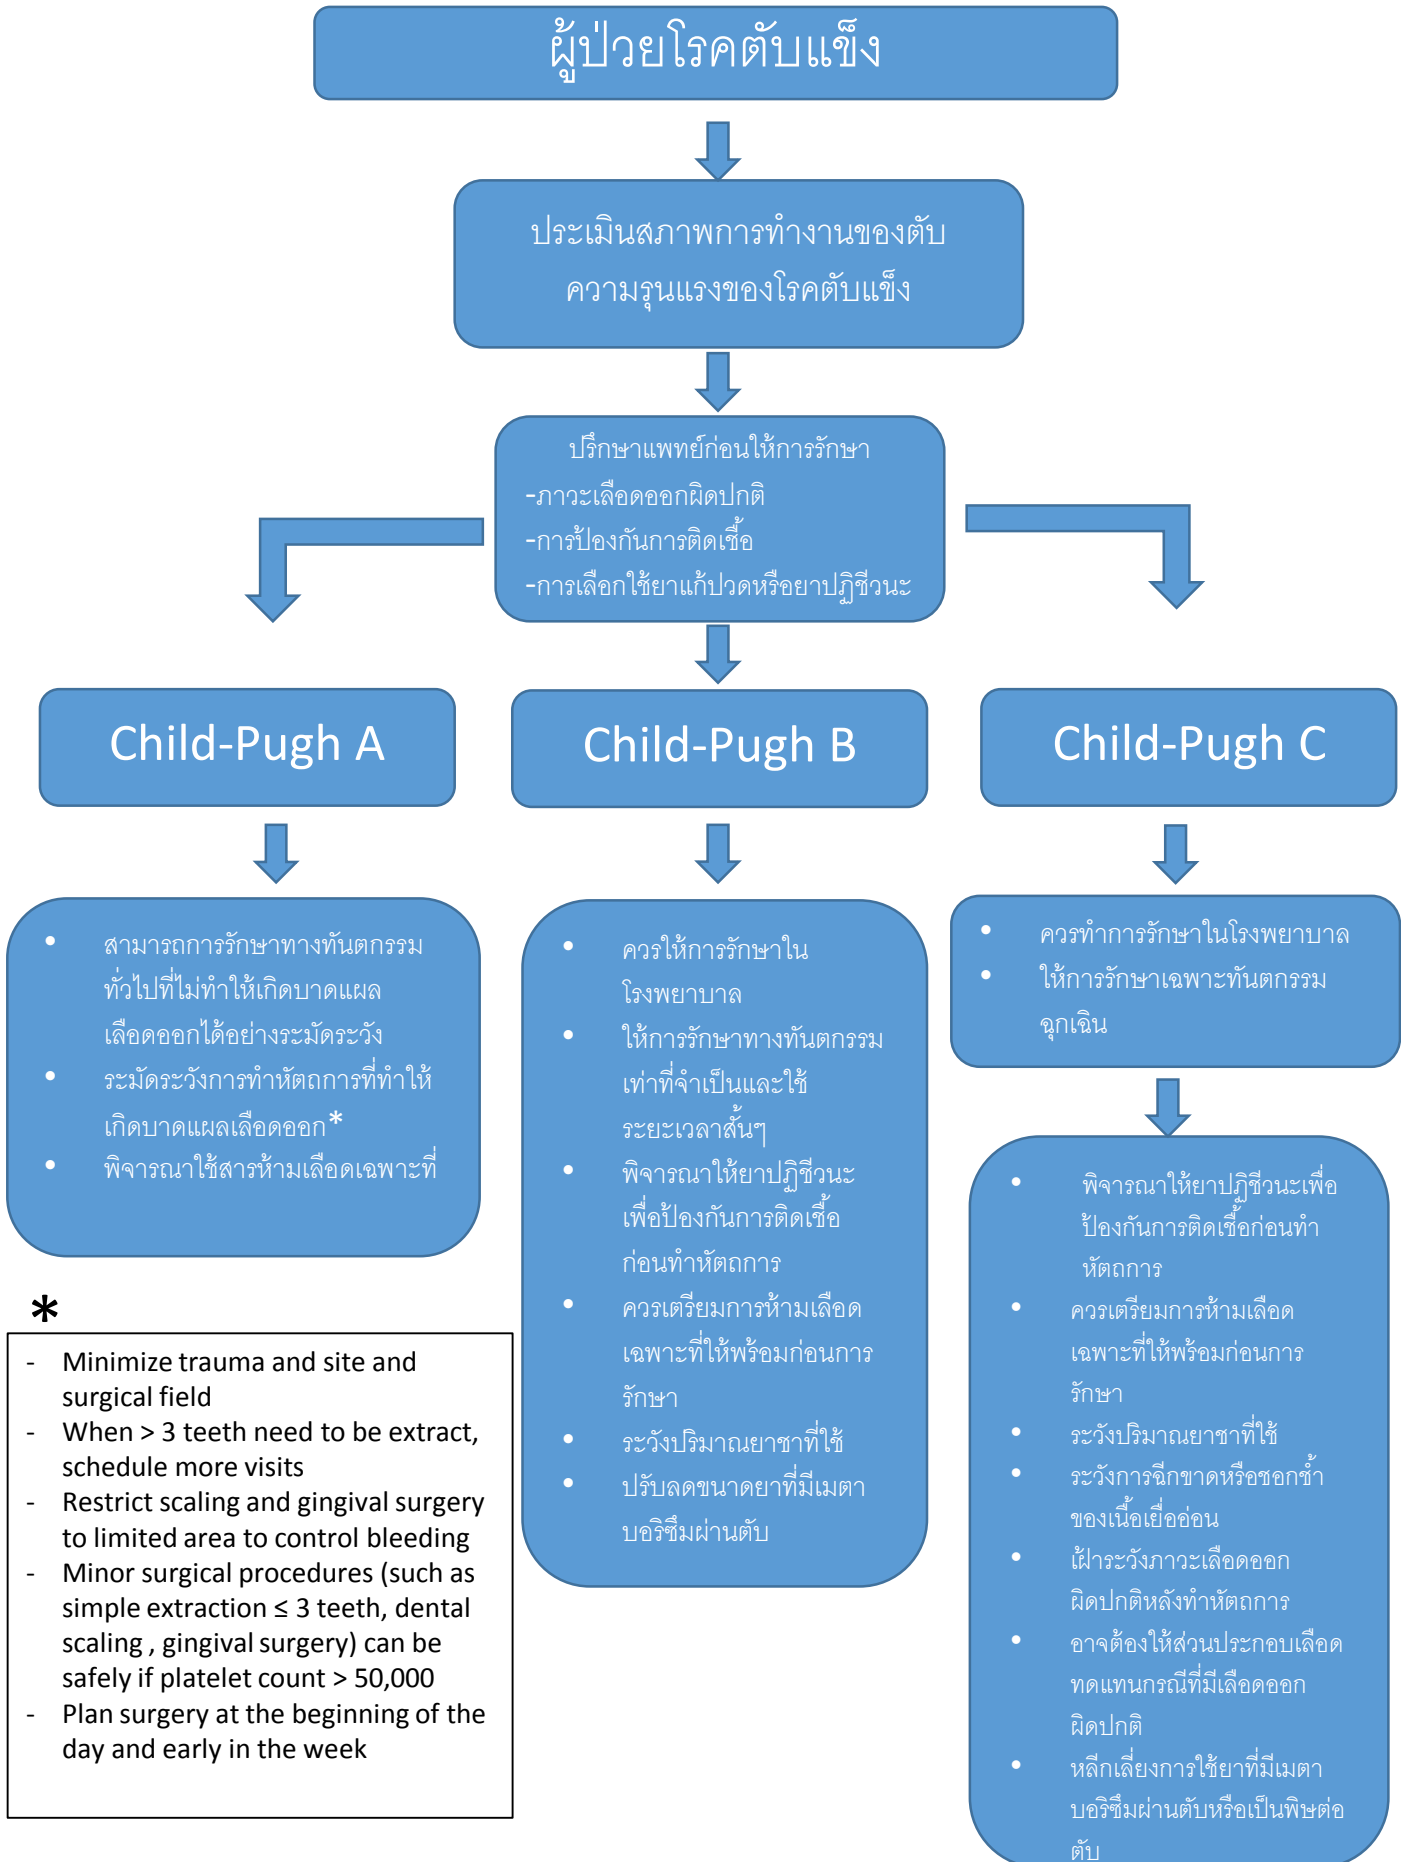 ผู้ป่วยโรคตับแข็ง
ประเมินสภาพการทำงานของตับ
ความรุนแรงของโรคตับแข็ง
ปรึกษาแพทย์ก่อนให้การรักษา
-ภาวะเลือดออกผิดปกติ
-การป้องกันการติดเชื้อ
-การเลือกใช้ยาแก้ปวดหรือยาปฏิชีวนะ
Child-Pugh A
Child-Pugh B
Child-Pugh C
• สามารถการรักษาทางทันตกรรม
ทั่วไปที่ไม่ทำให้เกิดบาดแผล
เลือดออกได้อย่างระมัดระวัง
• ระมัดระวังการทำหัตถการที่ทำให้
เกิดบาดแผลเลือดออก*
• พิจารณาใช้สารห้ามเลือดเฉพาะที่
*
- Minimize trauma and site and
surgical field
- When > 3 teeth need to be extract,
schedule more visits
- Restrict scaling and gingival surgery
to limited area to control bleeding
- Minor surgical procedures (such as
simple extraction ≤ 3 teeth, dental
scaling , gingival surgery) can be
safely if platelet count > 50,000
- Plan surgery at the beginning of the
day and early in the week
• ควรให้การรักษาใน
โรงพยาบาล
• ให้การรักษาทางทันตกรรม
เท่าที่จำเป็นและใช้
ระยะเวลาสั้นๆ
• พิจารณาให้ยาปฏิชีวนะ
เพื่อป้องกันการติดเชื้อ
ก่อนทำหัตถการ
• ควรเตรียมการห้ามเลือด
เฉพาะที่ให้พร้อมก่อนการ
รักษา
• ระวังปริมาณยาชาที่ใช้
• ปรับลดขนาดยาที่มีเมตา
บอริซึมผ่านตับ
• ควรทำการรักษาในโรงพยาบาล
• ให้การรักษาเฉพาะทันตกรรม
ฉุกเฉิน
• พิจารณาให้ยาปฏิชีวนะเพื่อ
ป้องกันการติดเชื้อก่อนทำ
หัตถการ
• ควรเตรียมการห้ามเลือด
เฉพาะที่ให้พร้อมก่อนการ
รักษา
• ระวังปริมาณยาชาที่ใช้
• ระวังการฉีกขาดหรือชอกช้ำ
ของเนื้อเยื่ออ่อน
• เฝ้าระวังภาวะเลือดออก
ผิดปกติหลังทำหัตถการ
• อาจต้องให้ส่วนประกอบเลือด
ทดแทนกรณีที่มีเลือดออก
ผิดปกติ
• หลีกเลี่ยงการใช้ยาที่มีเมตา
บอริซึมผ่านตับหรือเป็นพิษต่อ
ตับ